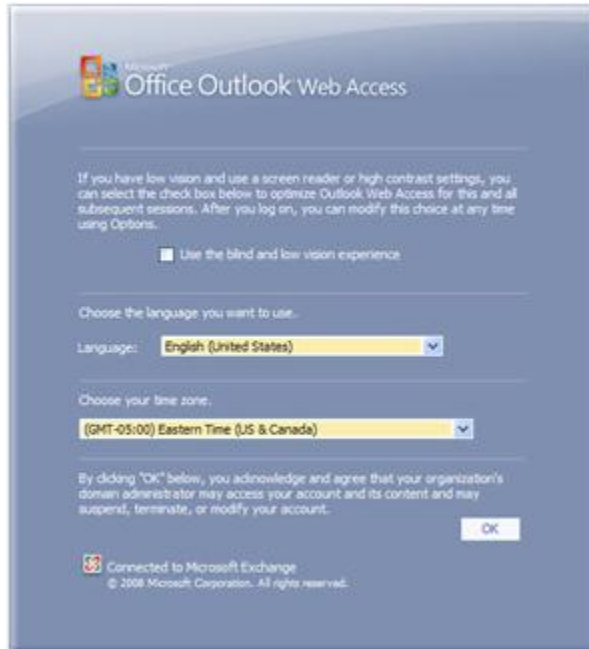 Microsoft
Office Outlook Web Access
If you have low vision and use a screen reader or high contrast settings, you
can select the check box below to optimize Outlook Web Access for this and all
subsequent sessions. After you log on, you can modify this choice at any time
using Options.
Use the blind and low vision experience
Choose the language you want to use.
Language: English (United States)
Choose your time zone.
(GMT-05:00) Eastern Time (US & Canada)
By clicking "OK" below, you acknowledge and agree that your organization's
domain administrator may access your account and its content and may
suspend, terminate, or modify your account.
OK
Connected to Microsoft Exchange
© 2008 Microsoft Corporation. All rights reserved.